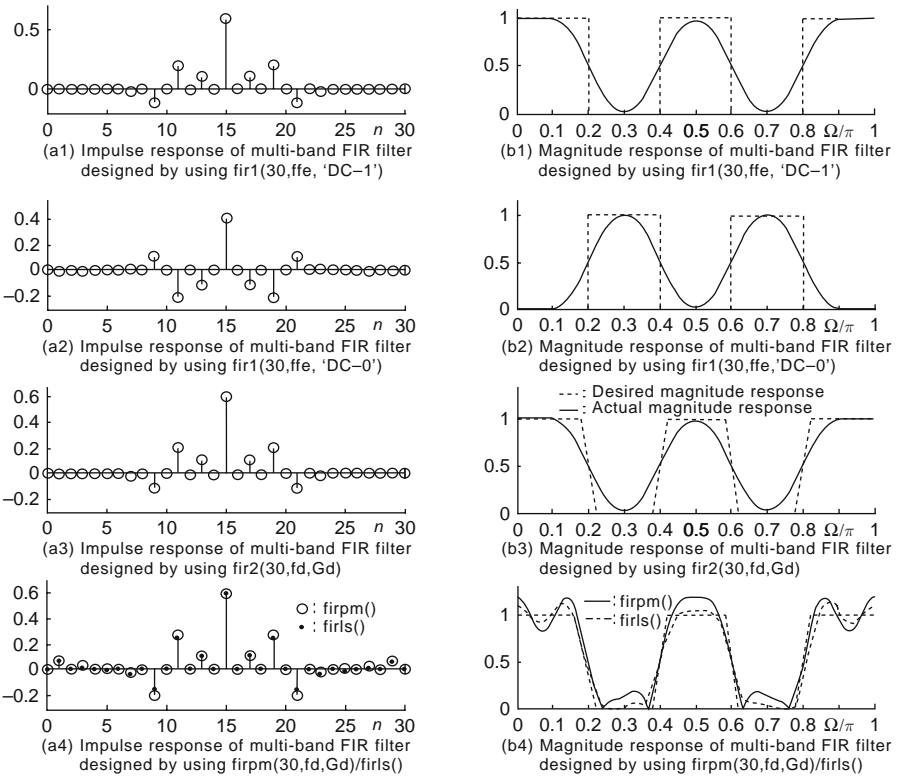 0.5
0
0 5 10 15 20 25 n 30
(a1) Impulse response of multi-band FIR filter
designed by using fir1(30,ffe, ‘DC–1’)
1
0.5
0
0 0.1 0.2 0.3 0.4 0.5 0.6 0.7 0.8 Ω/π 1
(b1) Magnitude response of multi-band FIR filter
designed by using fir1(30,ffe, ‘DC–1’)
0.4
0.2
0
–0.2
0 5 10 15 20 25 n 30
(a2) Impulse response of multi-band FIR filter
designed by using fir1(30,ffe, ‘DC–0’)
1
0.5
0
0 0.1 0.2 0.3 0.4 0.5 0.6 0.7 0.8 Ω/π 1
(b2) Magnitude response of multi-band FIR filter
designed by using fir1(30,ffe,’DC–0’)
0.6
0.4
0.2
0
–0.2
0 5 10 15 20 25 n 30
(a3) Impulse response of multi-band FIR filter
designed by using fir2(30,fd,Gd)
: Desired magnitude response
: Actual magnitude response
1
0.5
0
0 0.1 0.2 0.3 0.4 0.5 0.6 0.7 0.8 Ω/π 1
(b3) Magnitude response of multi-band FIR filter
designed by using fir2(30,fd,Gd)
0.6
0.4
0.2
0
–0.2
: firpm()
: firls()
0 5 10 15 20 25 n 30
(a4) Impulse response of multi-band FIR filter
designed by using firpm(30,fd,Gd)/firls()
: firpm()
: firls()
1
0.5
0
0 0.1 0.2 0.3 0.4 0.5 0.6 0.7 0.8 Ω/π 1
(b4) Magnitude response of multi-band FIR filter
designed by using firpm(30,fd,Gd)/firls()